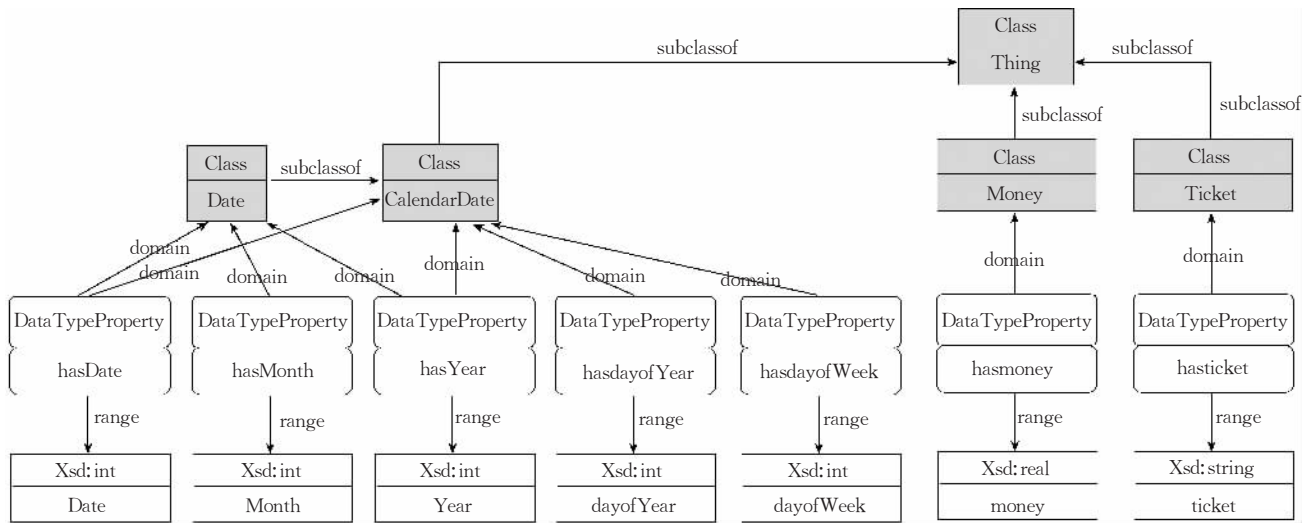 Class
Thing
subclassof
subclassof
subclassof
Class
Date
subclassof
Class
CalendarDate
Class
Money
Class
Ticket
domain
domain
domain
domain
domain
domain
domain
domain
domain
DataTypeProperty
hasDate
DataTypeProperty
hasMonth
DataTypeProperty
hasYear
DataTypeProperty
hasdayofYear
DataTypeProperty
hasdayofWeek
DataTypeProperty
hasmoney
DataTypeProperty
hasticket
range
range
range
range
range
range
range
Xsd:int
Date
Xsd:int
Month
Xsd:int
Year
Xsd:int
dayofYear
Xsd:int
dayofWeek
Xsd:real
money
Xsd:string
ticket